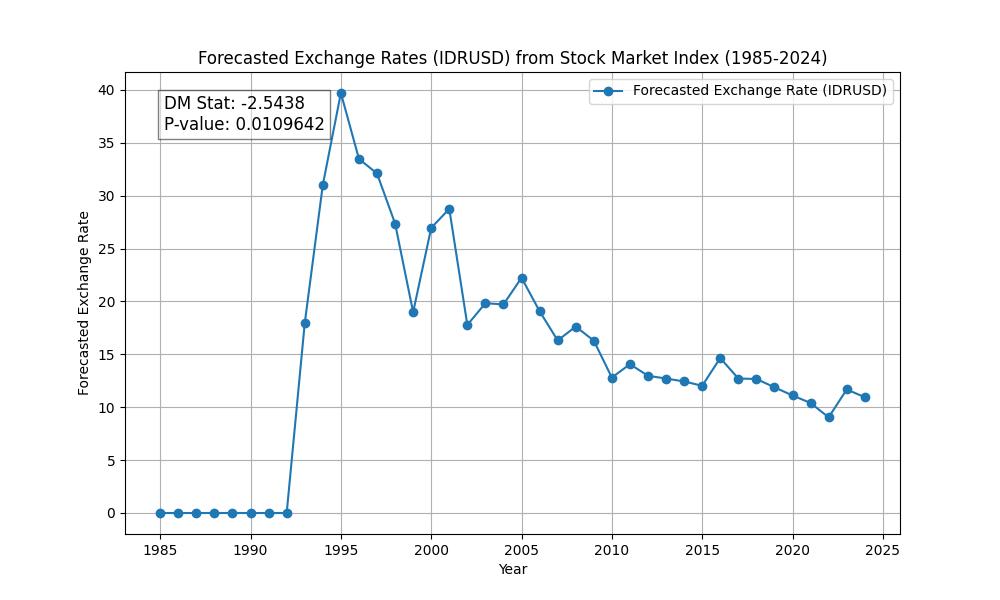 Forecasted Exchange Rates (IDRUSD) from Stock Market Index (1985-2024)
DM Stat: -2.5438
P-value: 0.0109642
Forecasted Exchange Rate (IDRUSD)
Forecasted Exchange Rate
40
35
30
25
20
15
10
5
0
1985 1990 1995 2000 2005 2010 2015 2020 2025
Year